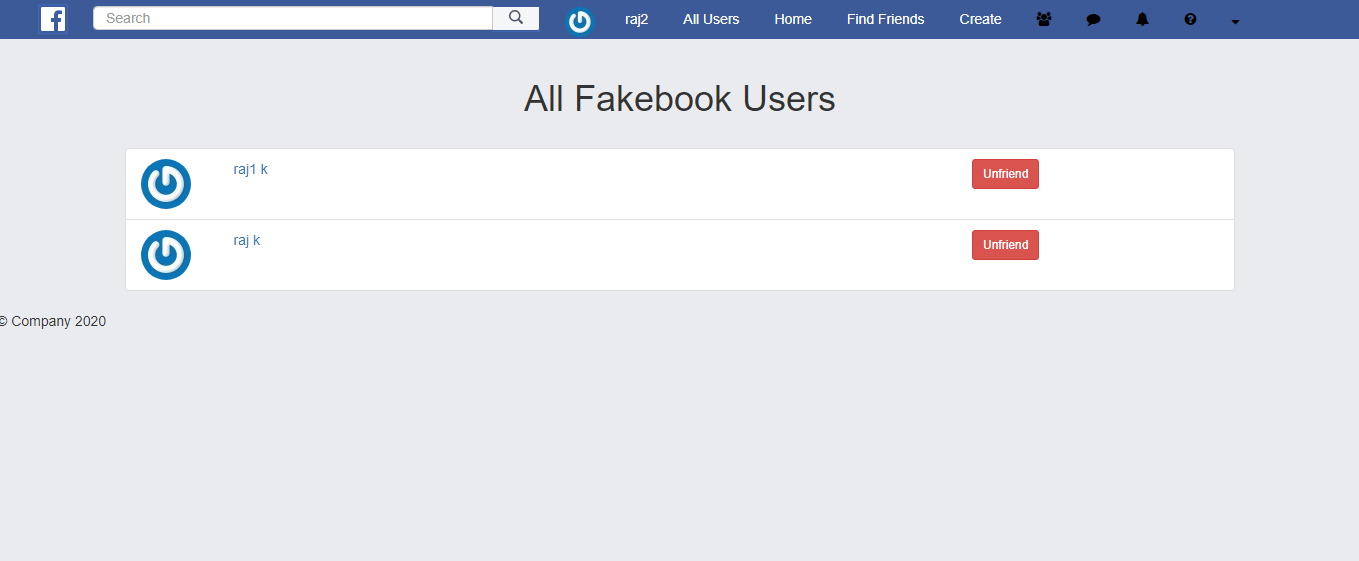 Search raj2 All Users Home Find Friends Create
All Fakebook Users
raj1 k Unfriend
raj k Unfriend
© Company 2020